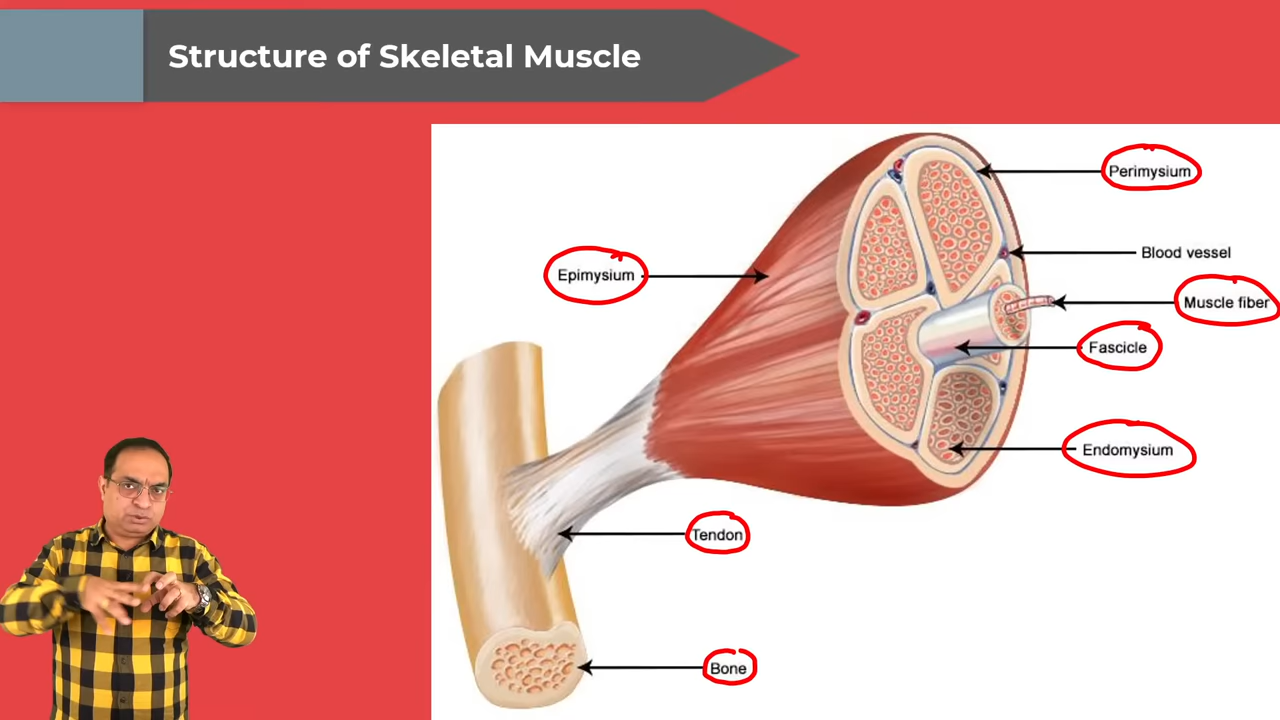 Structure of Skeletal Muscle
Perimysium
Blood vessel
Epimysium
Muscle fiber
Fascicle
Endomysium
Tendon
Bone